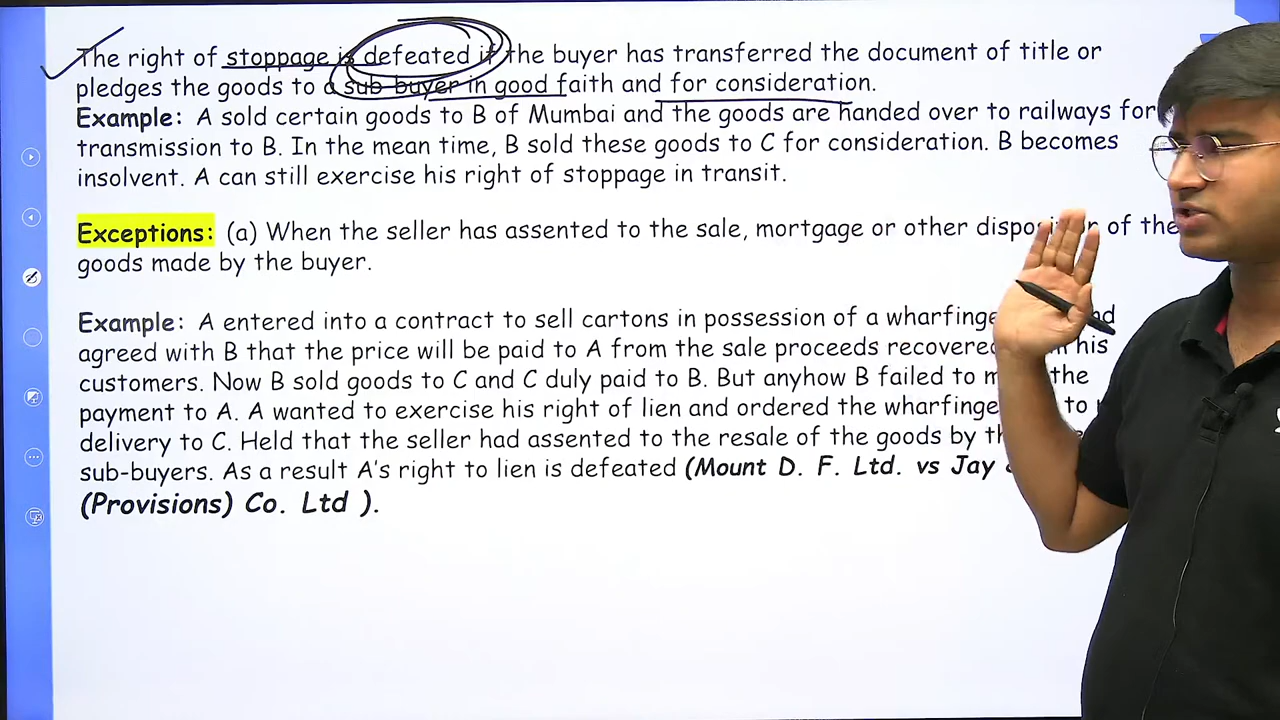 The right of stoppage is defeated if the buyer has transferred the document of title or
pledges the goods to a sub-buyer in good faith and for consideration.
Example: A sold certain goods to B of Mumbai and the goods are handed over to railways for
transmission to B. In the mean time, B sold these goods to C for consideration. B becomes
insolvent. A can still exercise his right of stoppage in transit.
Exceptions: (a) When the seller has assented to the sale, mortgage or other of the
goods made by the buyer.
Example: A entered into a contract to sell cartons in possession of a
agreed with B that the price will be paid to A from the sale proceeds his
customers. Now B sold goods to C and C duly paid to B. But anyhow B failed to the
payment to A. A wanted to exercise his right of lien and ordered the to
delivery to C. Held that the seller had assented to the resale of the goods by
sub-buyers. As a result A's right to lien is defeated (Mount D. F. Ltd. vs Jay
(Provisions) Co. Ltd ).